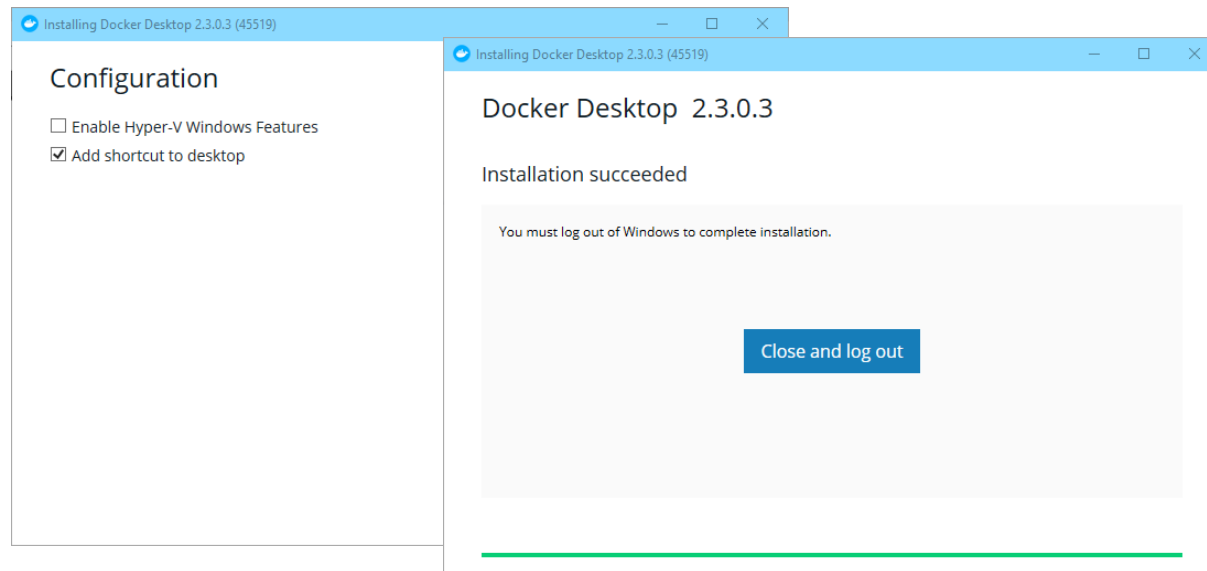 Installing Docker Desktop 2.3.0.3 (45519)
Configuration
Enable Hyper-V Windows Features
Add shortcut to desktop
Installing Docker Desktop 2.3.0.3 (45519)
Docker Desktop 2.3.0.3
Installation succeeded
You must log out of Windows to complete installation.
Close and log out